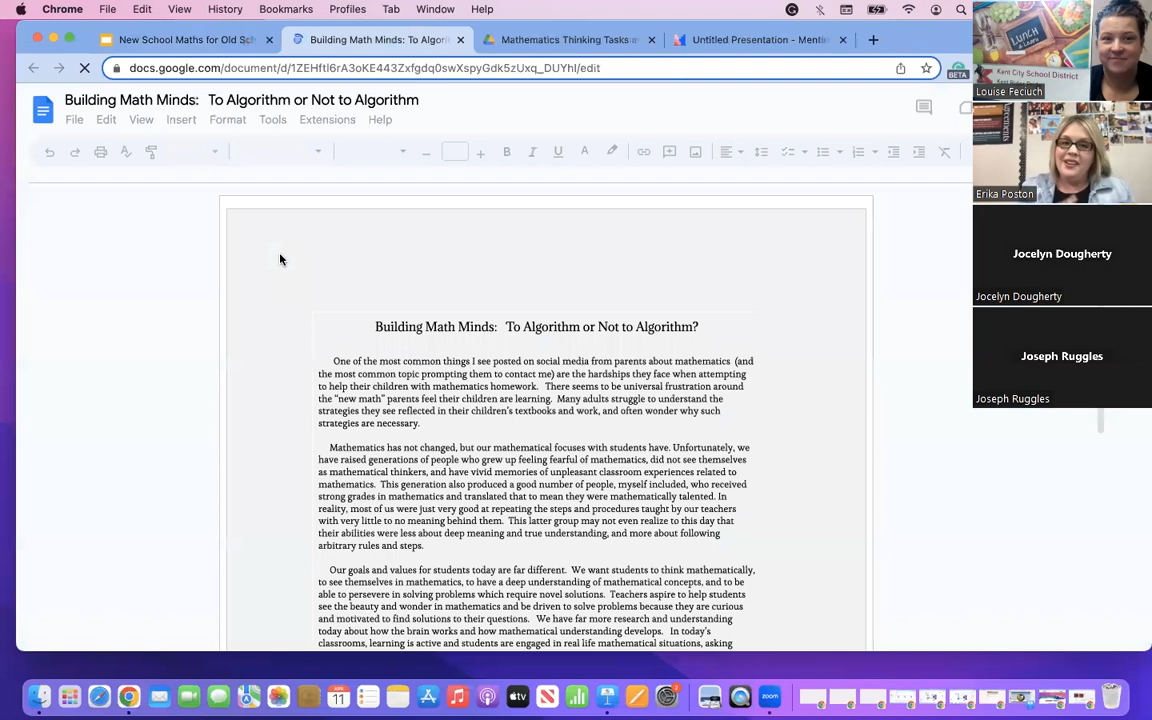 Chrome File Edit View History Bookmarks Profiles Tab Window Help
New School Maths for Old Sch
Building Math Minds: To Algori
Mathematics Thinking Tasks
Untitled Presentation - Menti
docs.google.com/document/d/1ZEHftl6rA3oKE443Zxfgdq0swXspyGdk5zUxq_DUYhI/edit
BETA
Building Math Minds: To Algorithm or Not to Algorithm
File Edit View Insert Format Tools Extensions Help
Building Math Minds: To Algorithm or Not to Algorithm?
One of the most common things I see posted on social media from parents about mathematics (and
the most common topic prompting them to contact me) are the hardships they face when attempting
to help their children with mathematics homework. There seems to be universal frustration around
the “new math” parents feel their children are learning. Many adults struggle to understand the
strategies they see reflected in their children’s textbooks and work, and often wonder why such
strategies are necessary.
Mathematics has not changed, but our mathematical focuses with students have. Unfortunately, we
have raised generations of people who grew up feeling fearful of mathematics, did not see themselves
as mathematical thinkers, and have vivid memories of unpleasant classroom experiences related to
mathematics. This generation also produced a good number of people, myself included, who received
strong grades in mathematics and translated that to mean they were mathematically talented. In
reality, most of us were just very good at repeating the steps and procedures taught by our teachers
with very little to no meaning behind them. This latter group may not even realize to this day that
their abilities were less about deep meaning and true understanding, and more about following
arbitrary rules and steps.
Our goals and values for students today are far different. We want students to think mathematically,
to see themselves in mathematics, to have a deep understanding of mathematical concepts, and to be
able to persevere in solving problems which require novel solutions. Teachers aspire to help students
see the beauty and wonder in mathematics and be driven to solve problems because they are curious
and motivated to find solutions to their questions. We have far more research and understanding
today about how the brain works and how mathematical understanding develops. In today’s
classrooms, learning is active and students are engaged in real life mathematical situations, asking
LUNCH
&
LEARN
Kent City School District
Louise Feciuch
Erika Poston
Jocelyn Dougherty
Jocelyn Dougherty
Joseph Ruggles
Joseph Ruggles
11
tv
zoom